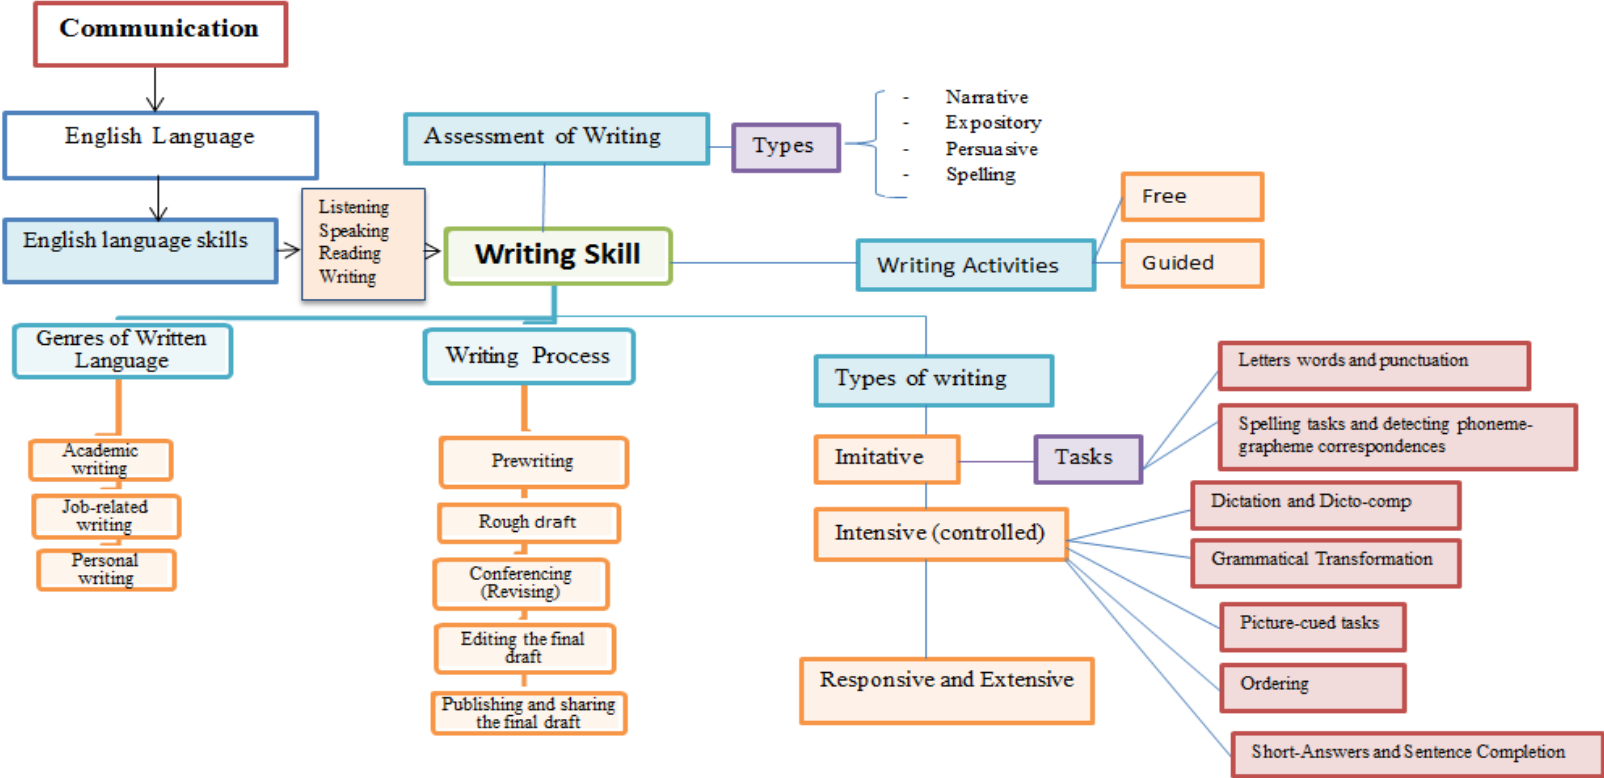 Communication
English Language
English language skills
Listening
Speaking
Reading
Writing
Writing Skill
Assessment of Writing
Types
- Narrative
- Expository
- Persuasive
- Spelling
Writing Activities
Free
Guided
Genres of Written
Language
Academic
writing
Job-related
writing
Personal
writing
Writing Process
Prewriting
Rough draft
Conferencing
(Revising)
Editing the final
draft
Publishing and sharing
the final draft
Types of writing
Imitative
Tasks
Letters words and punctuation
Spelling tasks and detecting phoneme-
grapheme correspondences
Intensive (controlled)
Dictation and Dicto-comp
Grammatical Transformation
Picture-cued tasks
Ordering
Short-Answers and Sentence Completion
Responsive and Extensive